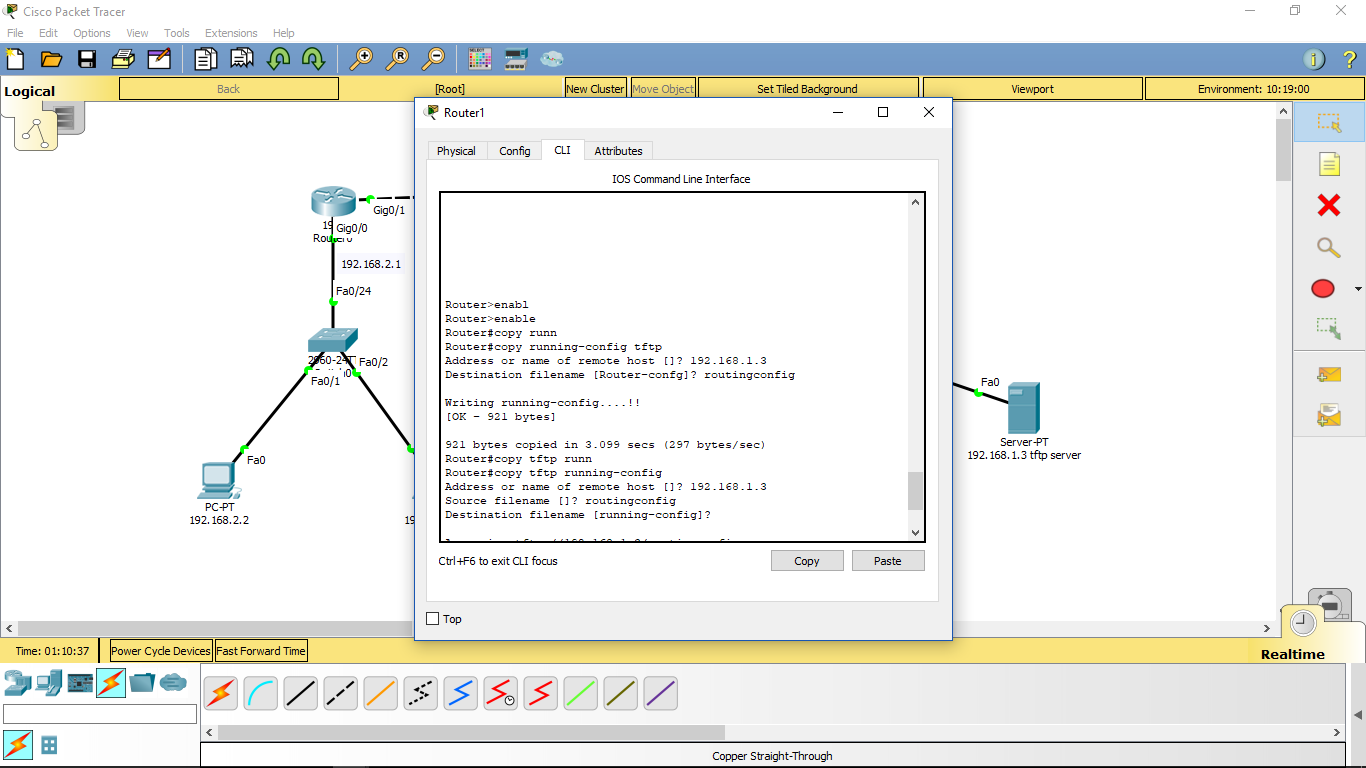 Cisco Packet Tracer
File Edit Options View Tools Extensions Help
Logical
Back
[Root]
New Cluster
Move Object
Set Tiled Background
Viewport
Environment: 10:19:00
Gig0/1
Gig0/0
192.168.2.1
Fa0/24
Fa0/2
Fa0/1
Fa0
PC-PT
192.168.2.2
Router1
Physical
Config
CLI
Attributes
IOS Command Line Interface
Router>enabl
Router>enable
Router#copy runn
Router#copy running-config tftp
Address or name of remote host []? 192.168.1.3
Destination filename [Router-confg]? routingconfig
Writing running-config....!!
[OK - 921 bytes]
921 bytes copied in 3.099 secs (297 bytes/sec)
Router#copy tftp runn
Router#copy tftp running-config
Address or name of remote host []? 192.168.1.3
Source filename []? routingconfig
Destination filename [running-config]?
Ctrl+F6 to exit CLI focus
Copy
Paste
Top
Fa0
Server-PT
192.168.1.3 tftp server
Time: 01:10:37
Power Cycle Devices
Fast Forward Time
Realtime
Copper Straight-Through